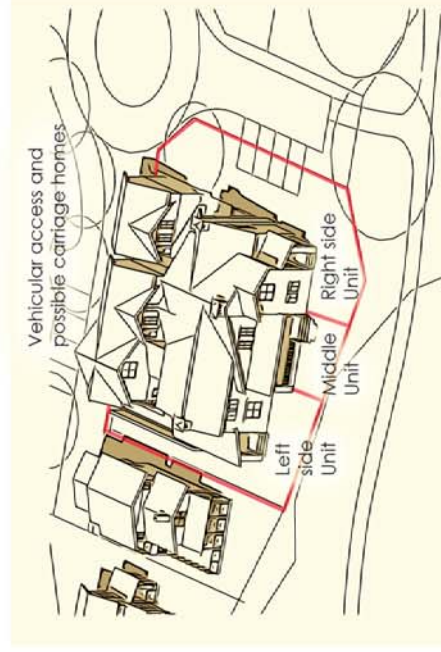 Vehicular access and
possible carriage homes
Left
side
Unit
Middle
Unit
Right side
Unit